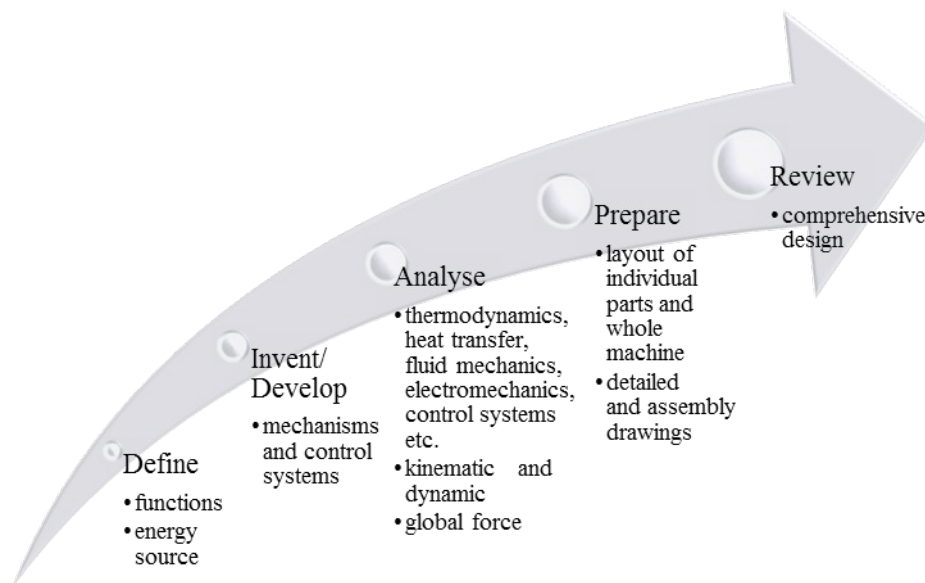 Define
• functions
• energy
source
Invent/
Develop
• mechanisms
and control
systems
Analyse
• thermodynamics,
heat transfer,
fluid mechanics,
electromechanics,
control systems
etc.
• kinematic and
dynamic
• global force
Prepare
• layout of
individual
parts and
whole
machine
• detailed
and assembly
drawings
Review
• comprehensive
design